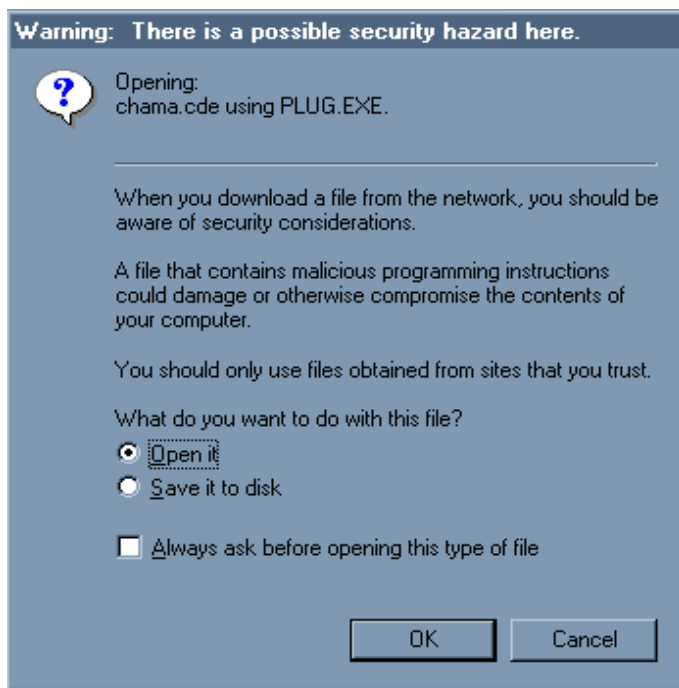 Warning: There is a possible security hazard here.
?
Opening:
chama.cde using PLUG.EXE.
When you download a file from the network, you should be
aware of security considerations.
A file that contains malicious programming instructions
could damage or otherwise compromise the contents of
your computer.
You should only use files obtained from sites that you trust.
What do you want to do with this file?
Open it
Save it to disk
Always ask before opening this type of file
OK
Cancel